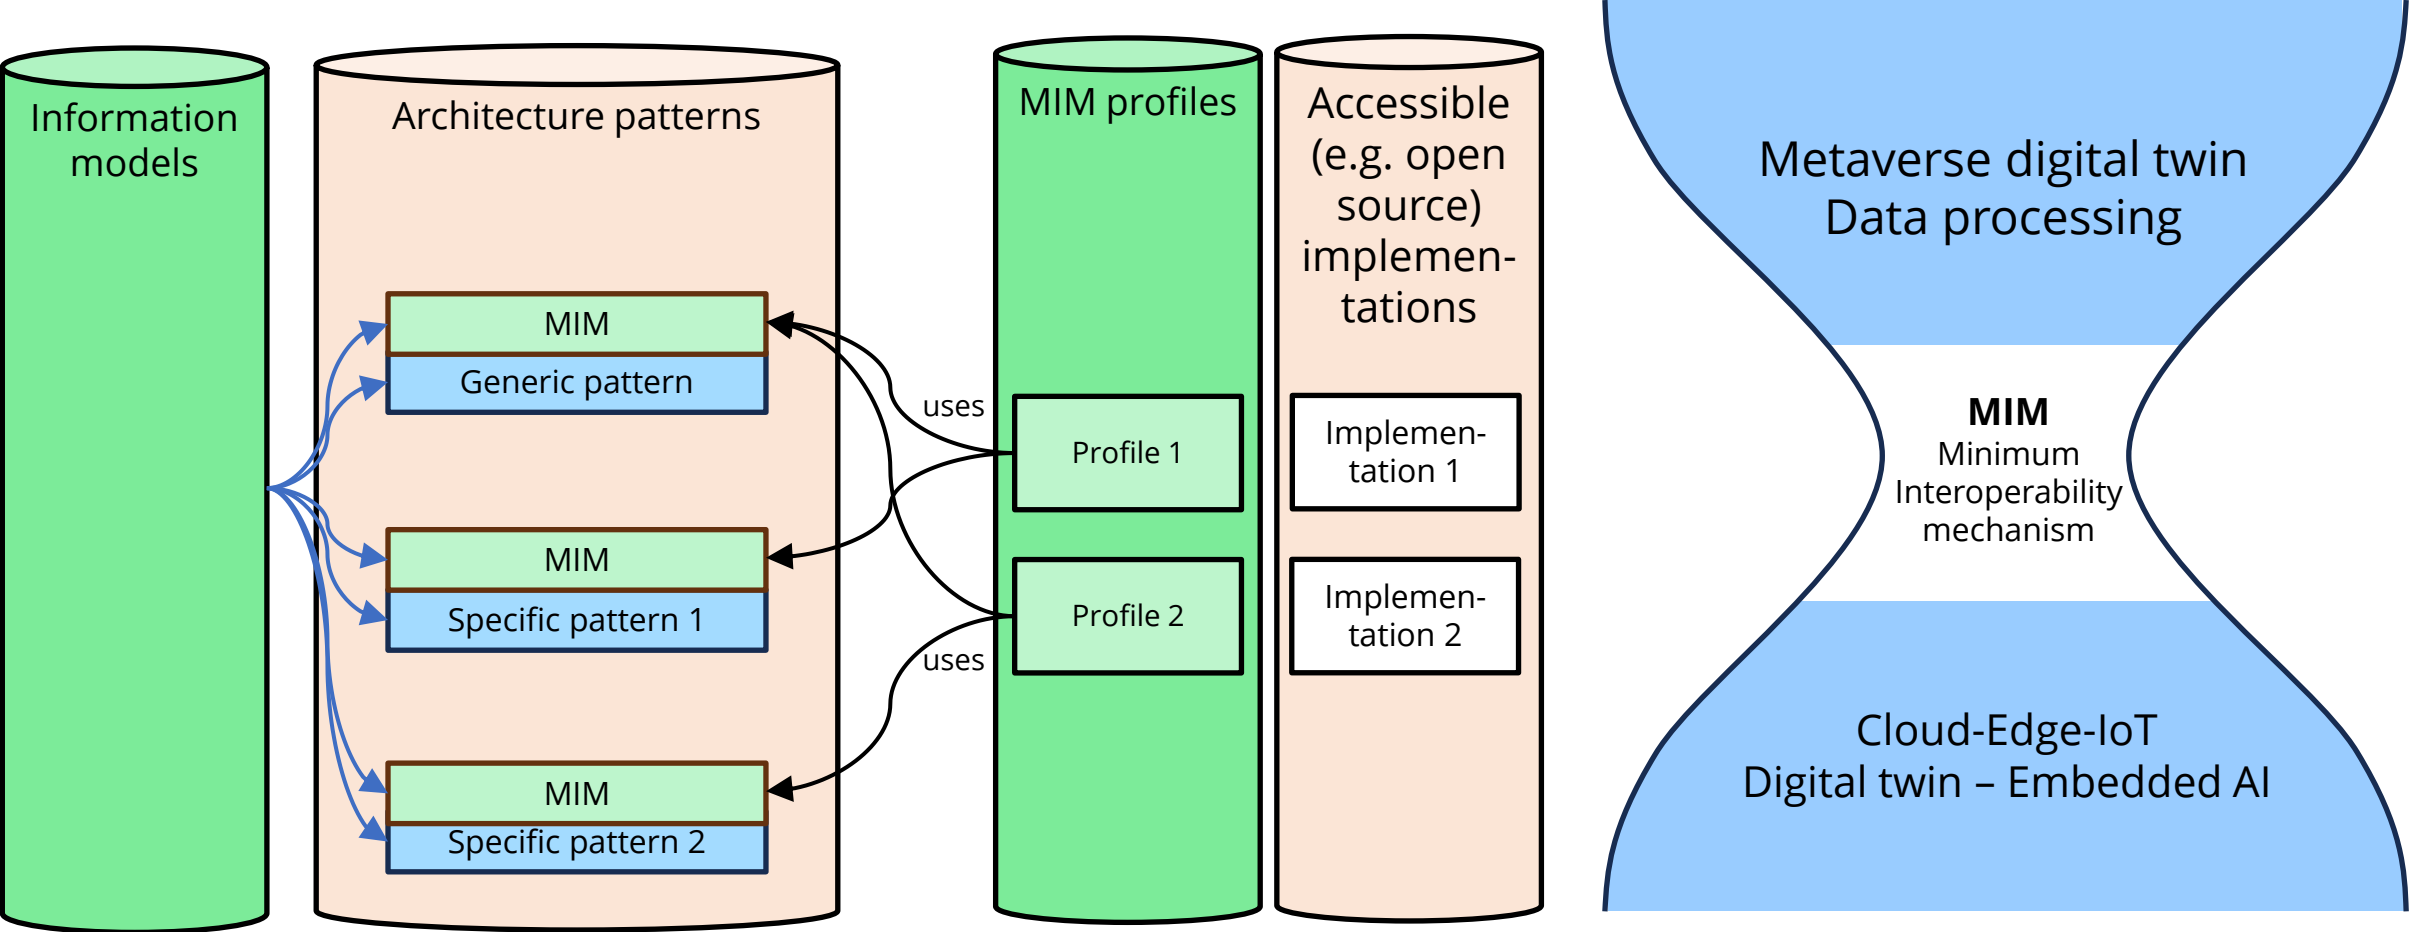 Information
models
Architecture patterns
MIM
Generic pattern
MIM
Specific pattern 1
MIM
Specific pattern 2
uses
uses
MIM profiles
Profile 1
Profile 2
Accessible
(e.g. open
source)
implemen-
tations
Implemen-
tation 1
Implemen-
tation 2
Metaverse digital twin
Data processing
MIM
Minimum
Interoperability
mechanism
Cloud-Edge-IoT
Digital twin – Embedded AI